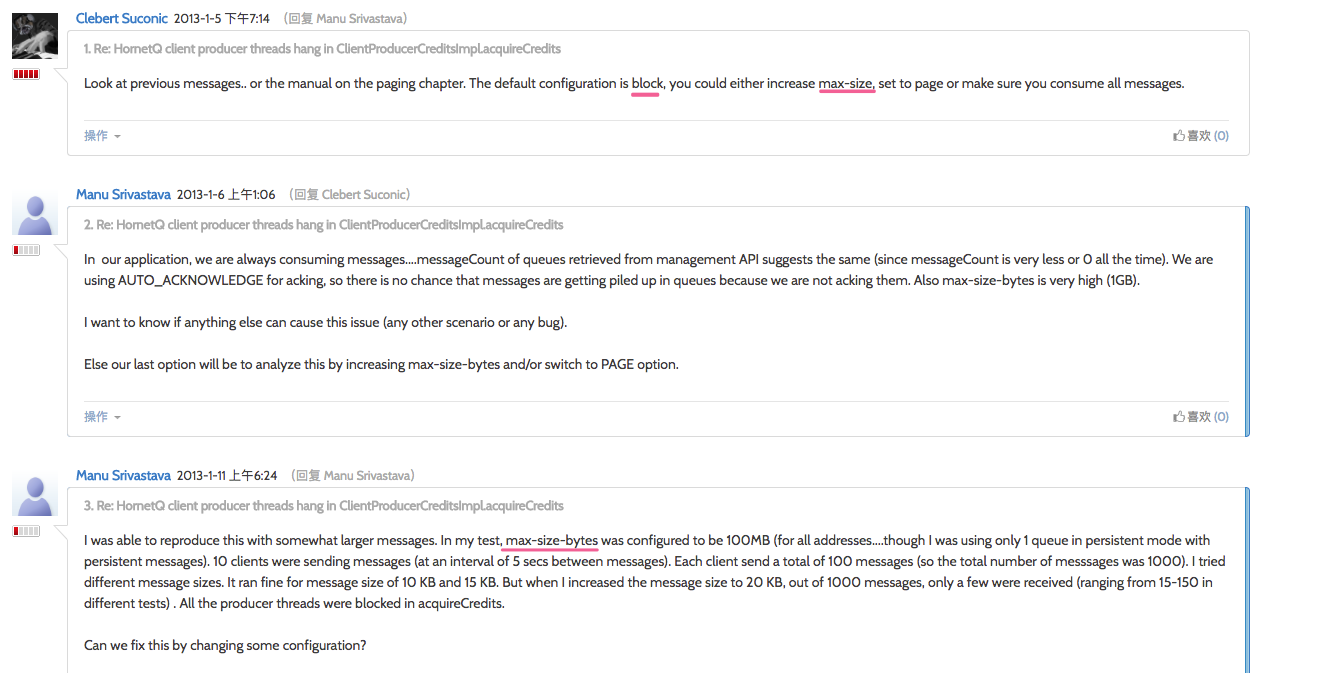 Clebert Suconic 2013-1-5 下午7:14 (回复 Manu Srivastava)
1. Re: HornetQ client producer threads hang in ClientProducerCreditsImpl.acquireCredits
Look at previous messages.. or the manual on the paging chapter. The default configuration is block, you could either increase max-size, set to page or make sure you consume all messages.
操作
喜欢 (0)
Manu Srivastava 2013-1-6 上午1:06 (回复 Clebert Suconic)
2. Re: HornetQ client producer threads hang in ClientProducerCreditsImpl.acquireCredits
In our application, we are always consuming messages....messageCount of queues retrieved from management API suggests the same (since messageCount is very less or 0 all the time). We are
using AUTO_ACKNOWLEDGE for acking, so there is no chance that messages are getting piled up in queues because we are not acking them. Also max-size-bytes is very high (1GB).
I want to know if anything else can cause this issue (any other scenario or any bug).
Else our last option will be to analyze this by increasing max-size-bytes and/or switch to PAGE option.
操作
喜欢 (0)
Manu Srivastava 2013-1-11 上午6:24 (回复 Manu Srivastava)
3. Re: HornetQ client producer threads hang in ClientProducerCreditsImpl.acquireCredits
I was able to reproduce this with somewhat larger messages. In my test, max-size-bytes was configured to be 100MB (for all addresses....though I was using only 1 queue in persistent mode with
persistent messages). 10 clients were sending messages (at an interval of 5 secs between messages). Each client send a total of 100 messages (so the total number of messsages was 1000). I tried
different message sizes. It ran fine for message size of 10 KB and 15 KB. But when I increased the message size to 20 KB, out of 1000 messages, only a few were received (ranging from 15-150 in
different tests) . All the producer threads were blocked in acquireCredits.
Can we fix this by changing some configuration?